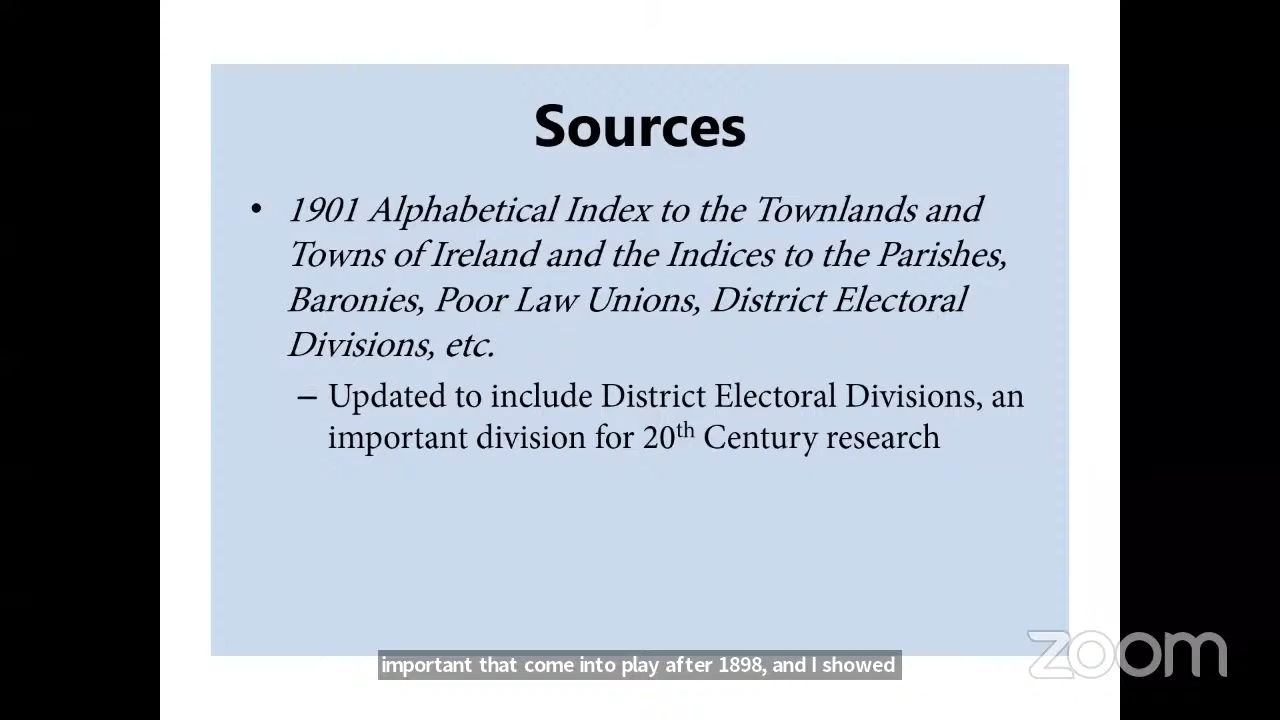 Sources
• 1901 Alphabetical Index to the Townlands and
Towns of Ireland and the Indices to the Parishes,
Baronies, Poor Law Unions, District Electoral
Divisions, etc.
– Updated to include District Electoral Divisions, an
important division for 20th Century research
important that come into play after 1898, and I showed
zoom